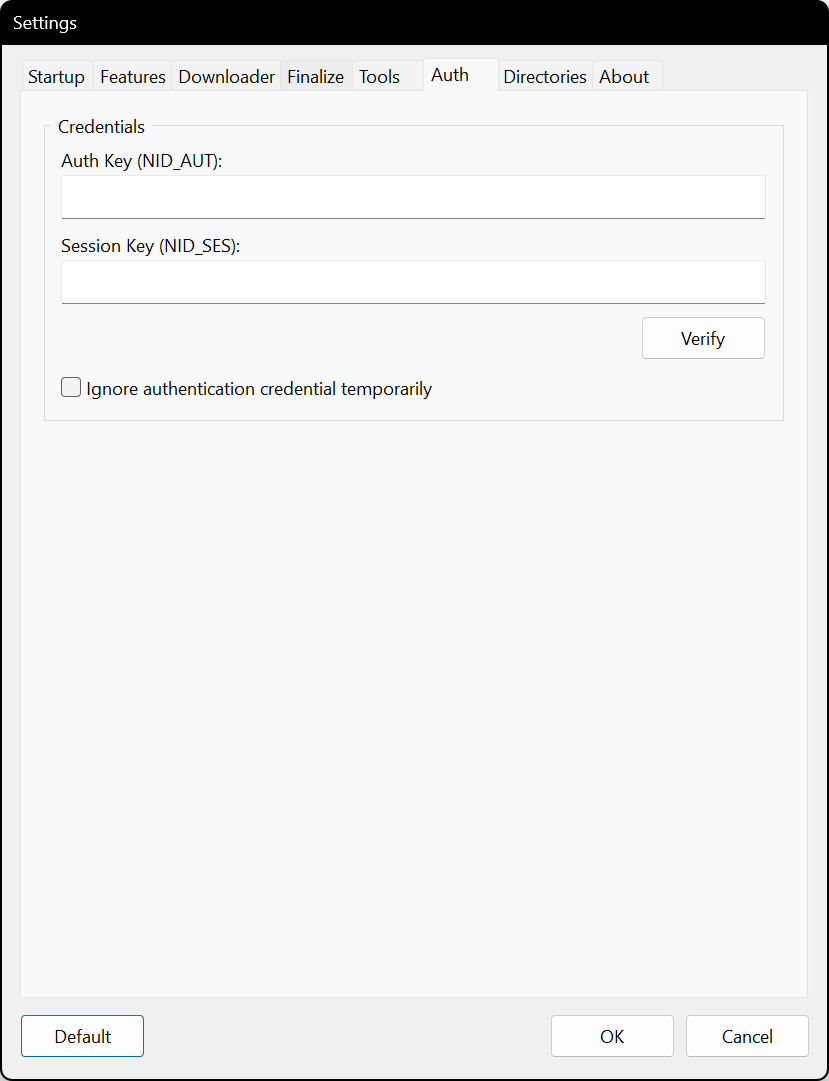 Settings
Startup Features Downloader Finalize Tools Auth Directories About
Credentials
Auth Key (NID_AUT):
Session Key (NID_SES):
Verify
Ignore authentication credential temporarily
Default OK Cancel